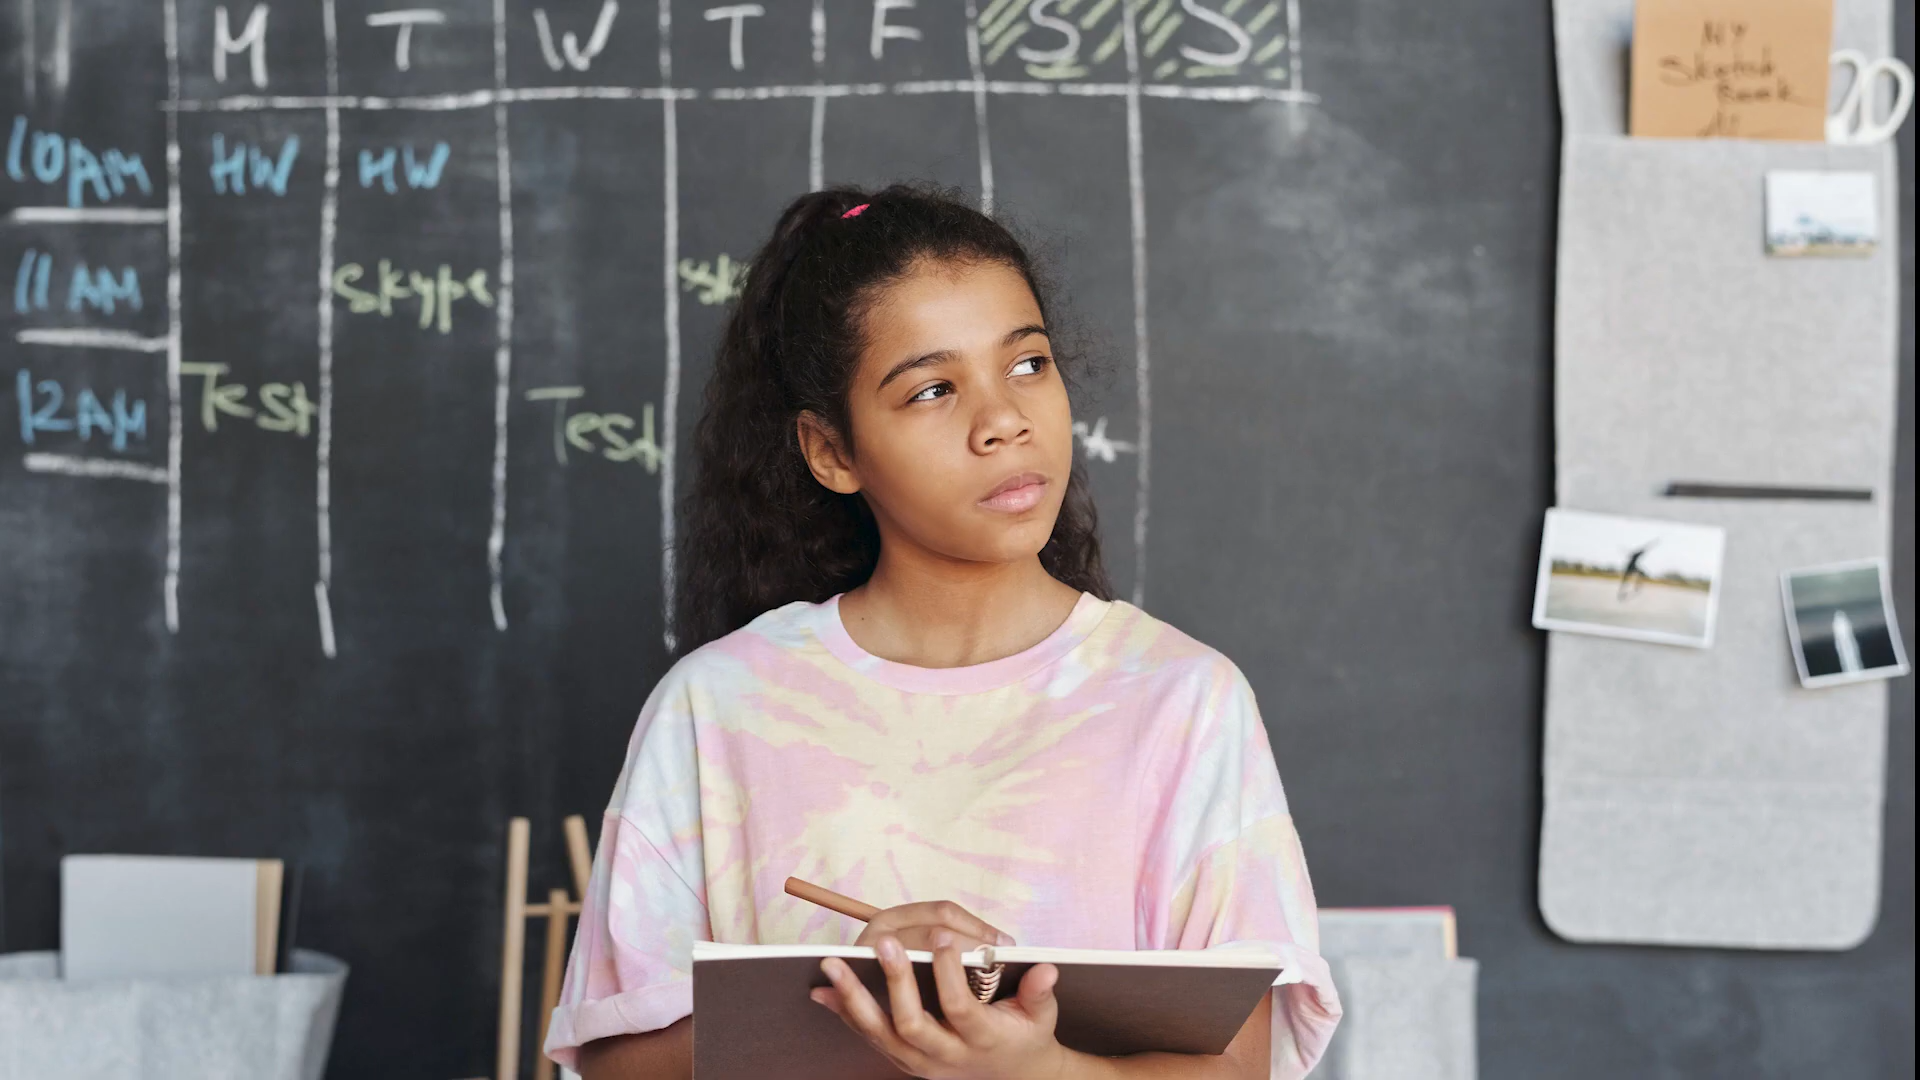 M T W T F S S
10AM HW HW
11 AM Skype
12AM Test Test
MY
Sketch
Book